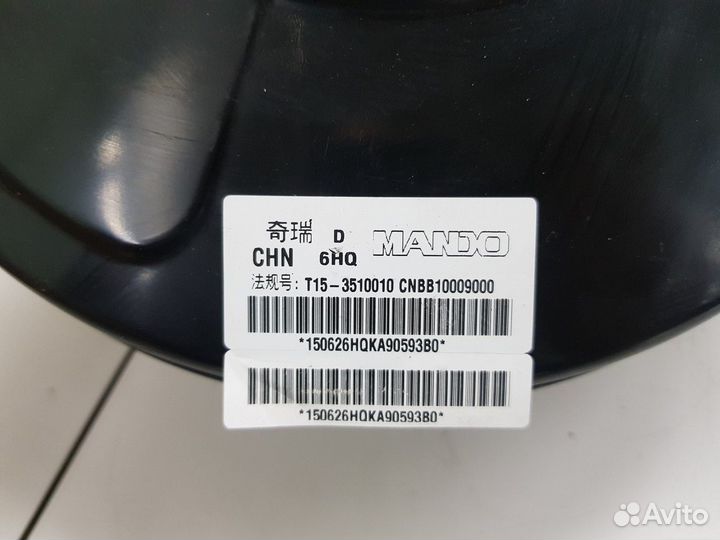 奇瑞 D MANDO
CHN 6HQ
法规号: T15-3510010 CNBB10009000
*150626HQKA90593B0*
*150626HQKA90593B0*
Avito